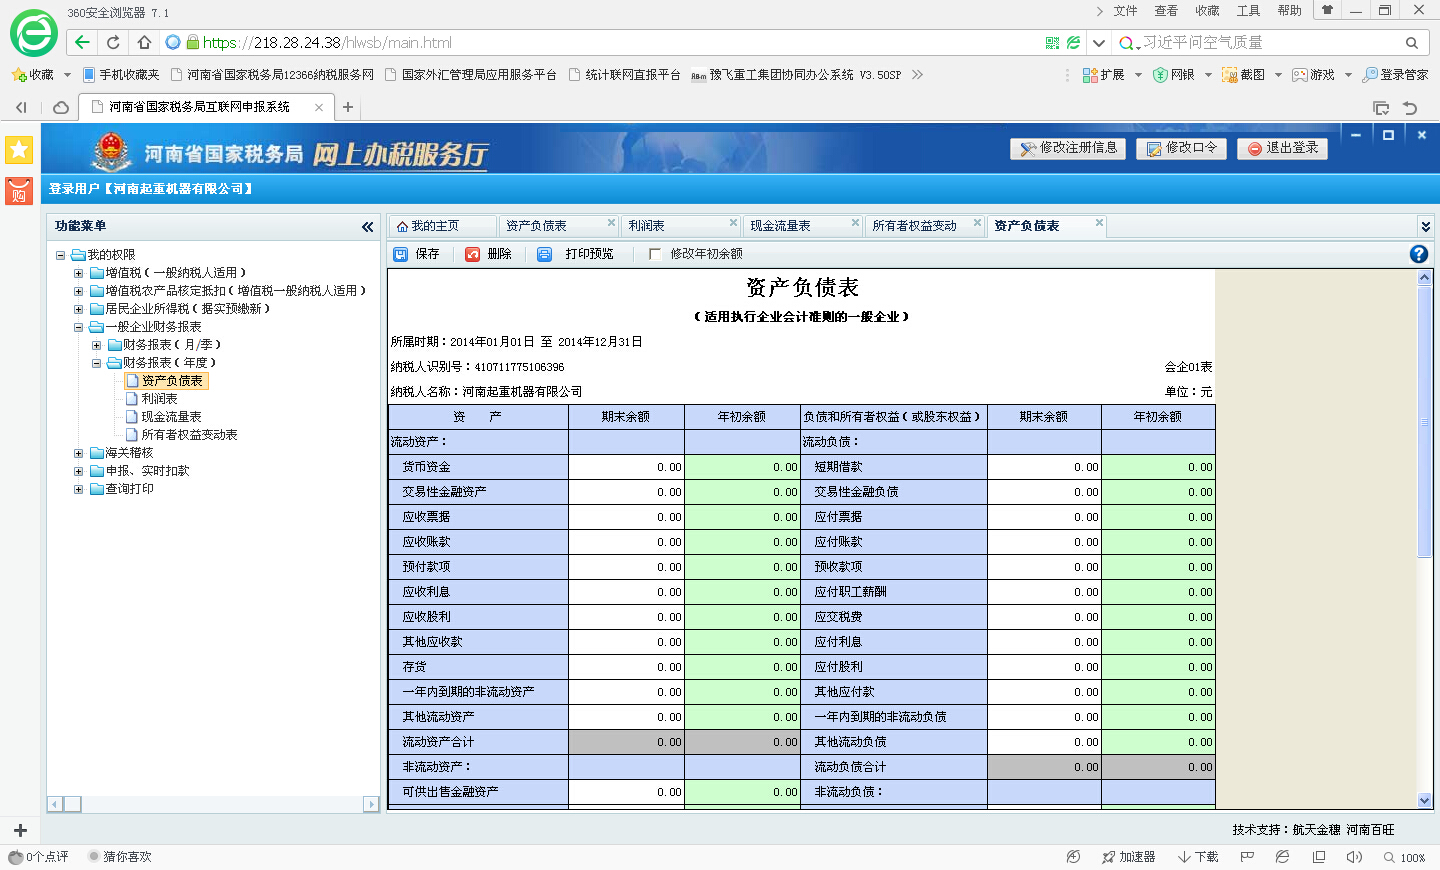 360安全浏览器 7.1
文件 查看 收藏 工具 帮助
https://218.28.24.38/hlwsb/main.html
习近平问空气质量
收藏 手机收藏夹 河南省国家税务局12366纳税服务网 国家外汇管理局应用服务平台 统计联网直报平台 豫飞重工集团协同办公系统 V3.50SP
扩展 网银 截图 游戏 登录管家
河南省国家税务局互联网申报系统
河南省国家税务局 网上办税服务厅
修改注册信息 修改口令 退出登录
购
登录用户【河南起重机器有限公司】
功能菜单
我的主页 资产负债表 利润表 现金流量表 所有者权益变动 资产负债表
保存 删除 打印预览 修改年初余额
我的权限
增值税（一般纳税人适用）
增值税农产品核定抵扣（增值税一般纳税人适用）
居民企业所得税（据实预缴新）
一般企业财务报表
财务报表（月/季）
财务报表（年度）
资产负债表
利润表
现金流量表
所有者权益变动表
海关稽核
申报、实时扣款
查询打印
资产负债表
（适用执行企业会计准则的一般企业）
所属时期：2014年01月01日 至 2014年12月31日
纳税人识别号：410711775106396 会企01表
纳税人名称：河南起重机器有限公司 单位：元
资 产 期末余额 年初余额 负债和所有者权益（或股东权益） 期末余额 年初余额
流动资产： 流动负债：
货币资金 0.00 0.00 短期借款 0.00 0.00
交易性金融资产 0.00 0.00 交易性金融负债 0.00 0.00
应收票据 0.00 0.00 应付票据 0.00 0.00
应收账款 0.00 0.00 应付账款 0.00 0.00
预付款项 0.00 0.00 预收款项 0.00 0.00
应收利息 0.00 0.00 应付职工薪酬 0.00 0.00
应收股利 0.00 0.00 应交税费 0.00 0.00
其他应收款 0.00 0.00 应付利息 0.00 0.00
存货 0.00 0.00 应付股利 0.00 0.00
一年内到期的非流动资产 0.00 0.00 其他应付款 0.00 0.00
其他流动资产 0.00 0.00 一年内到期的非流动负债 0.00 0.00
流动资产合计 0.00 0.00 其他流动负债 0.00 0.00
非流动资产： 流动负债合计 0.00 0.00
可供出售金融资产 0.00 0.00 非流动负债：
技术支持：航天金穗 河南百旺
0个点评 猜你喜欢
加速器 下载 100%